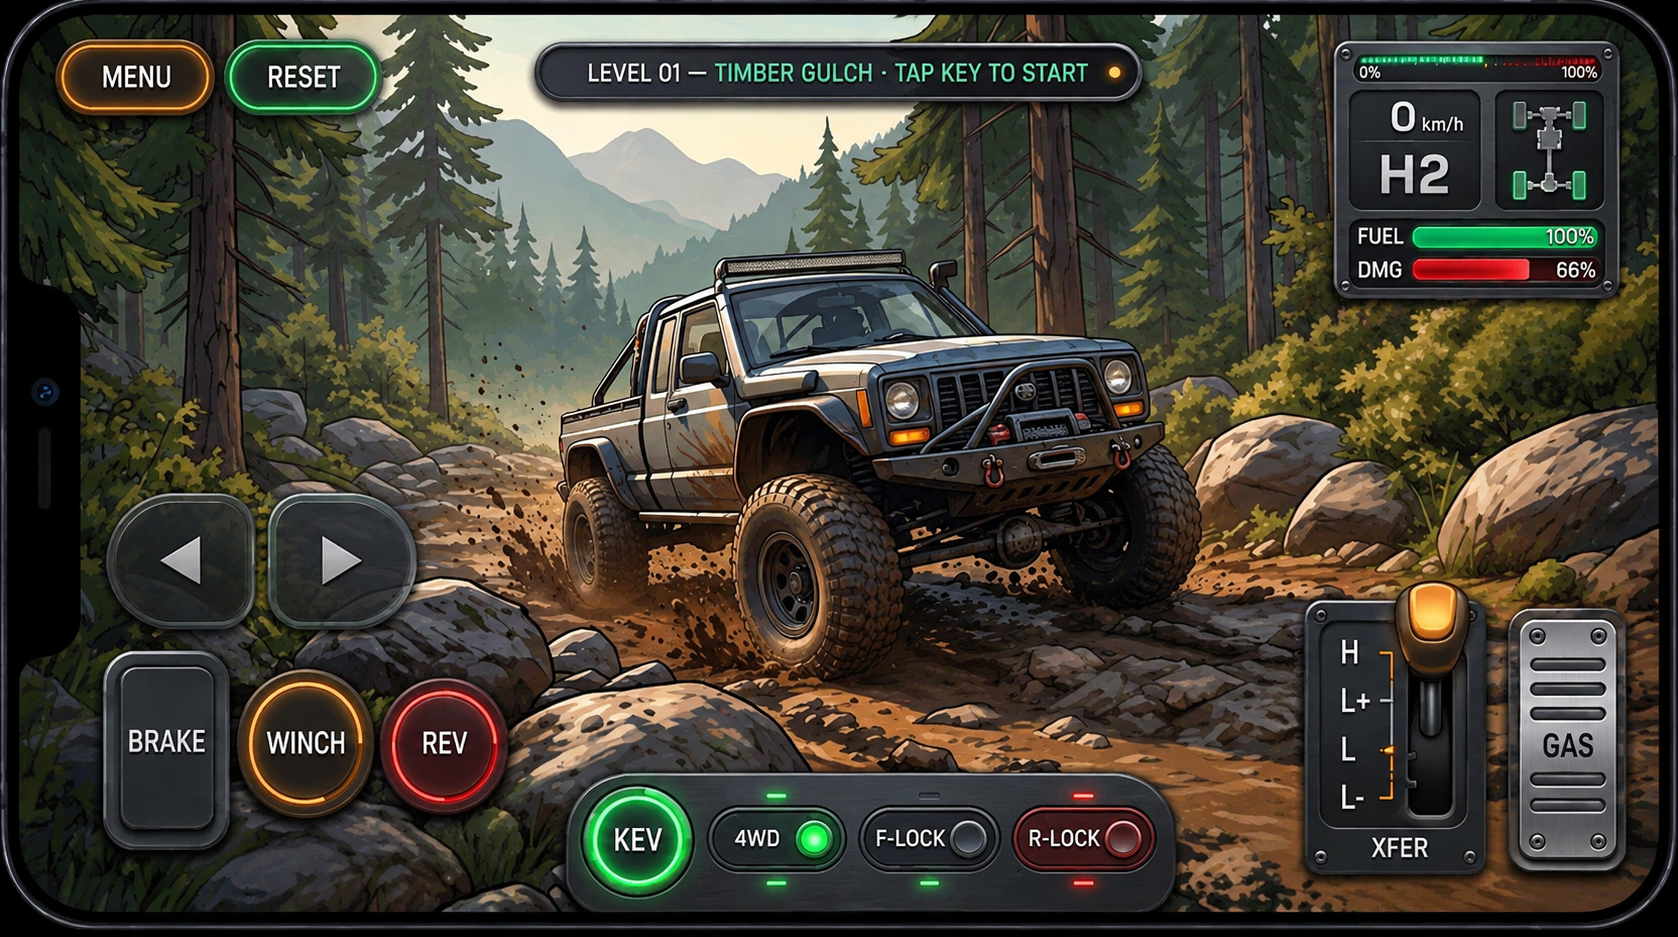 MENU
RESET
LEVEL 01 — TIMBER GULCH · TAP KEY TO START
0% 100%
0 km/h
H2
FUEL 100%
DMG 66%
BRAKE
WINCH
REV
KEV
4WD
F-LOCK
R-LOCK
H
L+
L
L-
XFER
GAS